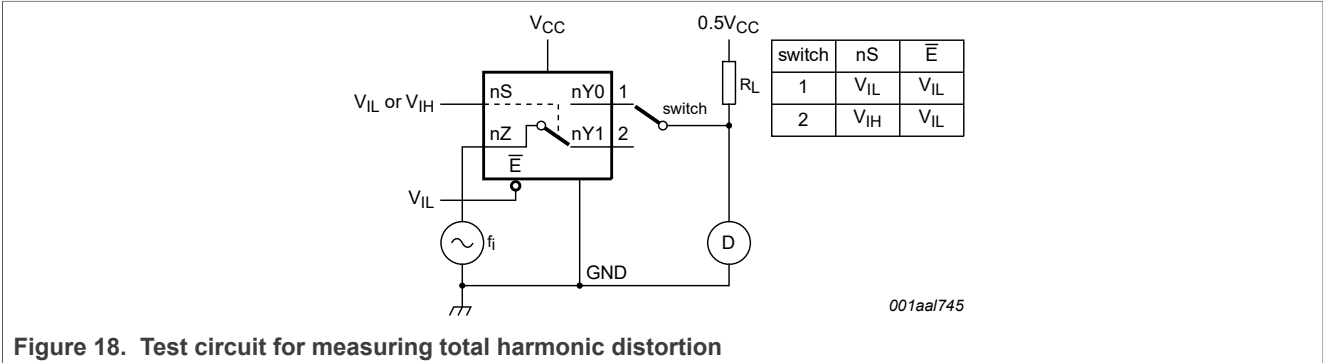 VCC
0.5VCC
switch nS E̅
1 VIL VIL
2 VIH VIL
RL
VIL or VIH
nS nY0 1
switch
nZ nY1 2
E̅
VIL
fi
D
GND
001aal745
Figure 18. Test circuit for measuring total harmonic distortion